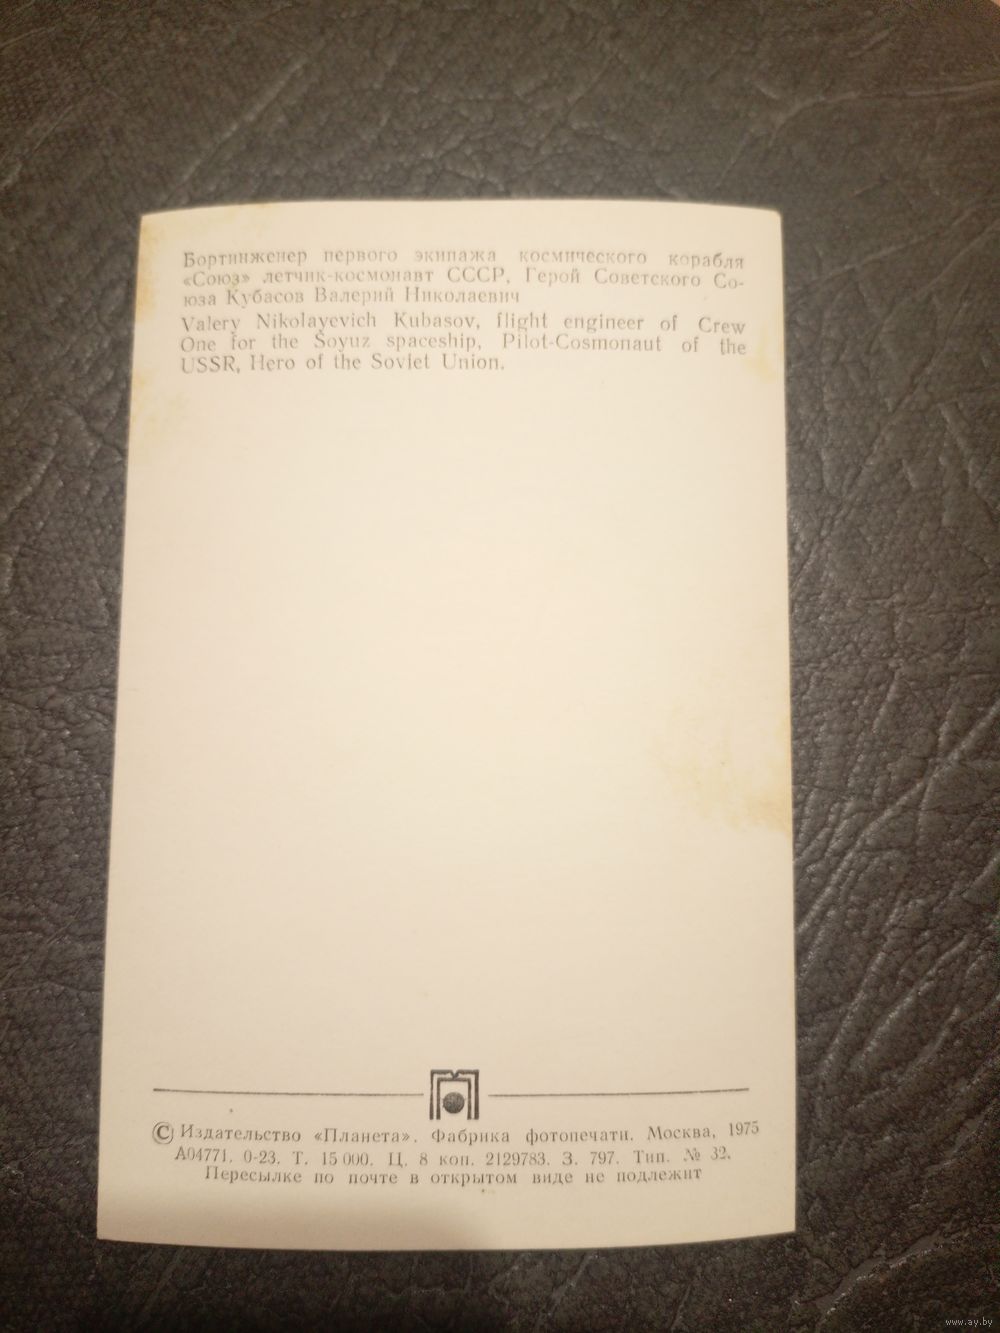 Бортинженер первого экипажа космического корабля
«Союз» летчик-космонавт СССР, Герой Советского Со-
юза Кубасов Валерий Николаевич
Valery Nikolayevich Kubasov, flight engineer of Crew
One for the Soyuz spaceship, Pilot-Cosmonaut of the
USSR, Hero of the Soviet Union.
© Издательство «Планета». Фабрика фотопечати. Москва, 1975
А04771. 0-23. Т. 15 000. Ц. 8 коп. 2129783. З. 797. Тип. № 32.
Пересылке по почте в открытом виде не подлежит
www.ay.by